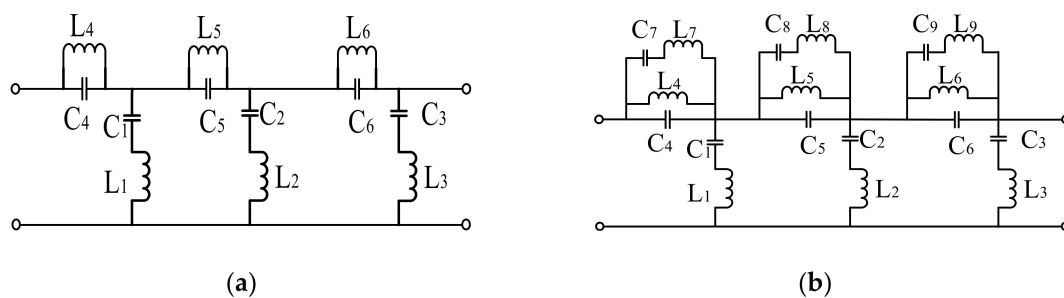 L4 L5 L6
C4 C1 C5 C2 C6 C3
L1 L2 L3
(a)
C7 L7 C8 L8 C9 L9
L4 L5 L6
C4 C1 C5 C2 C6 C3
L1 L2 L3
(b)